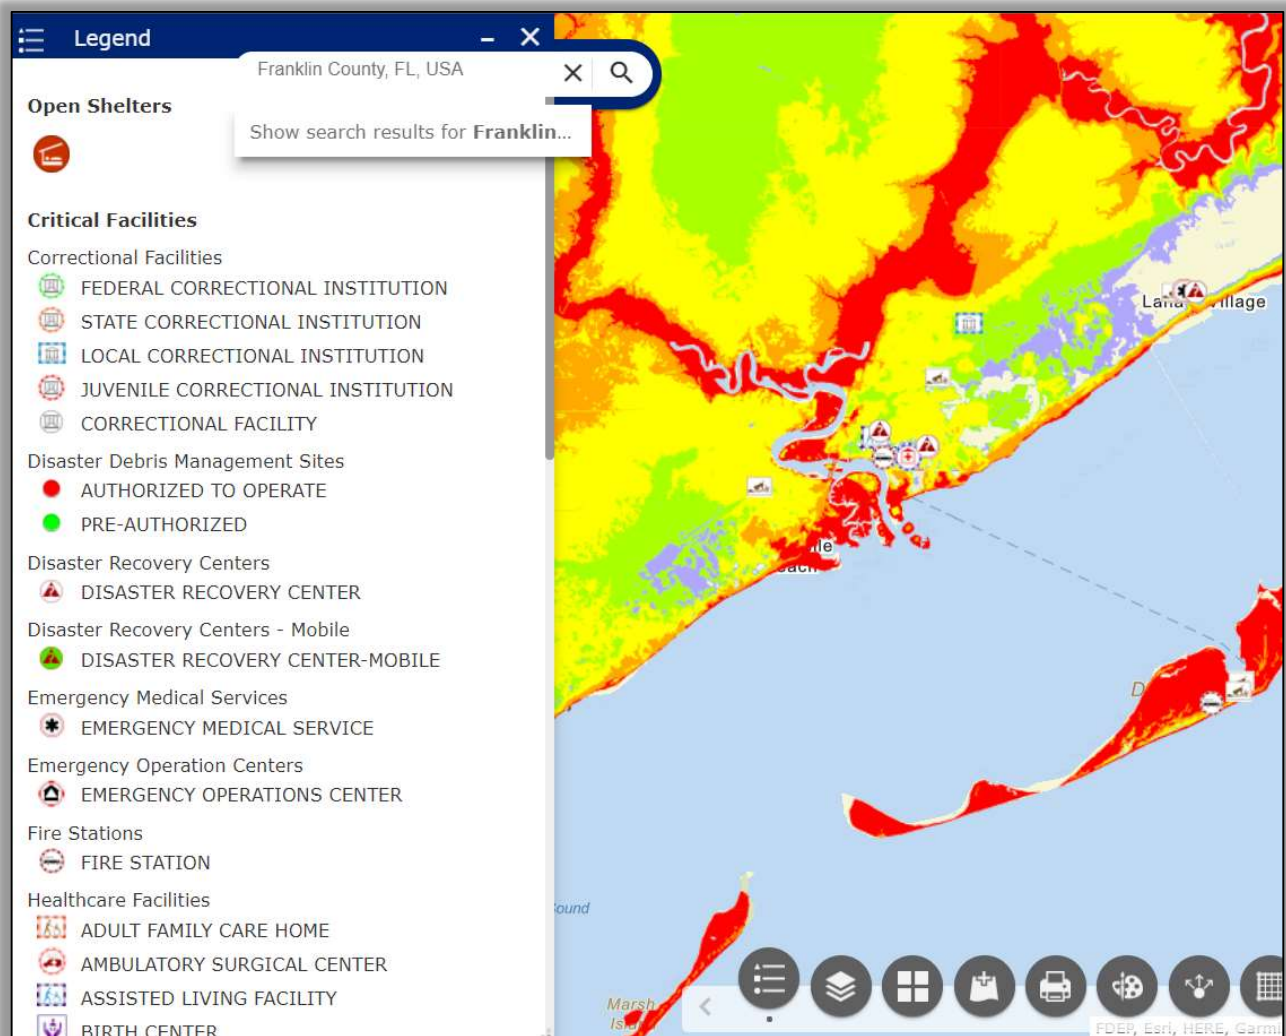 Legend
Franklin County, FL, USA
Show search results for Franklin...
Open Shelters
Critical Facilities
Correctional Facilities
FEDERAL CORRECTIONAL INSTITUTION
STATE CORRECTIONAL INSTITUTION
LOCAL CORRECTIONAL INSTITUTION
JUVENILE CORRECTIONAL INSTITUTION
CORRECTIONAL FACILITY
Disaster Debris Management Sites
AUTHORIZED TO OPERATE
PRE-AUTHORIZED
Disaster Recovery Centers
DISASTER RECOVERY CENTER
Disaster Recovery Centers - Mobile
DISASTER RECOVERY CENTER-MOBILE
Emergency Medical Services
EMERGENCY MEDICAL SERVICE
Emergency Operation Centers
EMERGENCY OPERATIONS CENTER
Fire Stations
FIRE STATION
Healthcare Facilities
ADULT FAMILY CARE HOME
AMBULATORY SURGICAL CENTER
ASSISTED LIVING FACILITY
BIRTH CENTER
Marsh
FDEP, Esri, HERE,